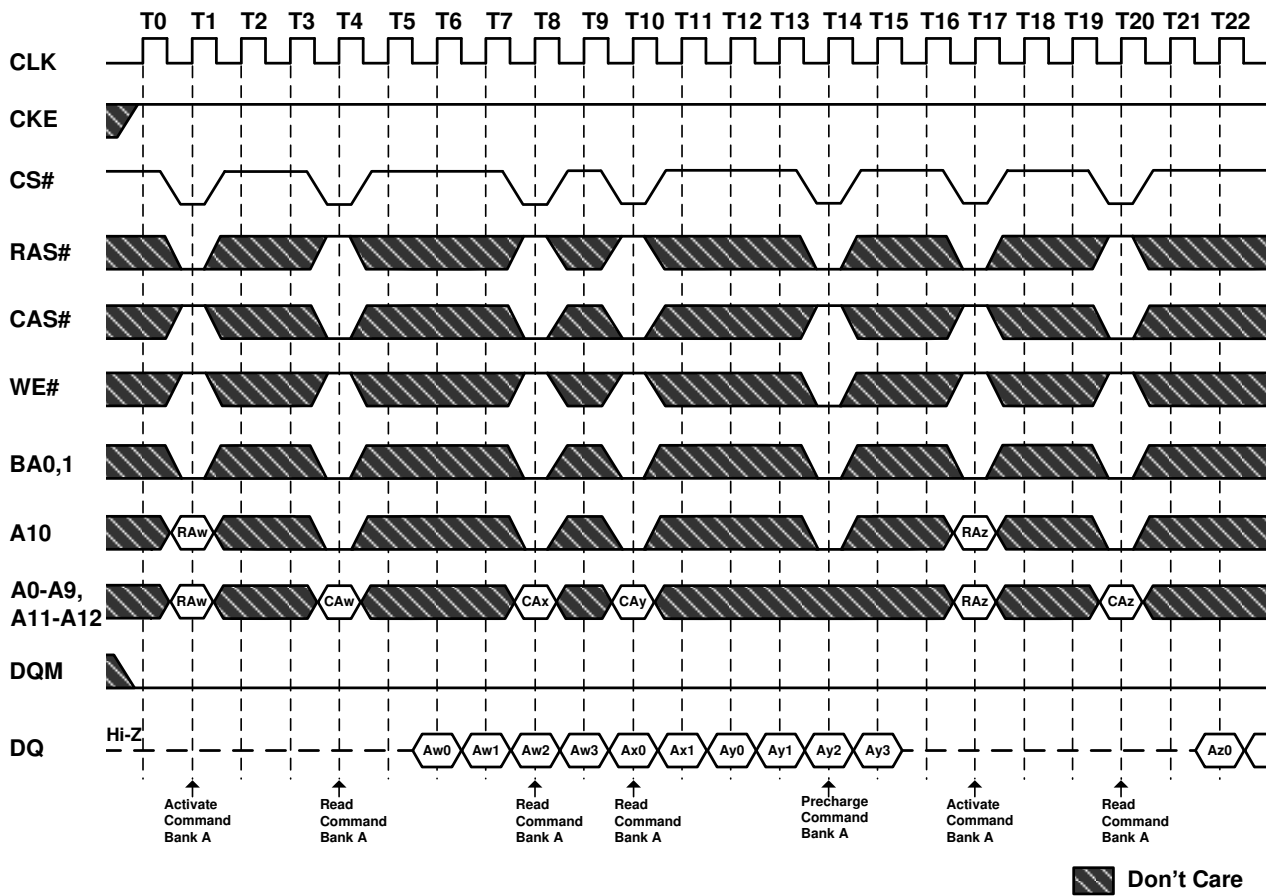 T0 T1 T2 T3 T4 T5 T6 T7 T8 T9 T10 T11 T12 T13 T14 T15 T16 T17 T18 T19 T20 T21 T22
CLK
CKE
CS#
RAS#
CAS#
WE#
BA0,1
A10 RAw RAz
A0-A9,
A11-A12 RAw CAw CAx CAy RAz CAz
DQM
DQ Hi-Z Aw0 Aw1 Aw2 Aw3 Ax0 Ax1 Ay0 Ay1 Ay2 Ay3 Az0
Activate
Command
Bank A
Read
Command
Bank A
Read
Command
Bank A
Read
Command
Bank A
Precharge
Command
Bank A
Activate
Command
Bank A
Read
Command
Bank A
Don't Care